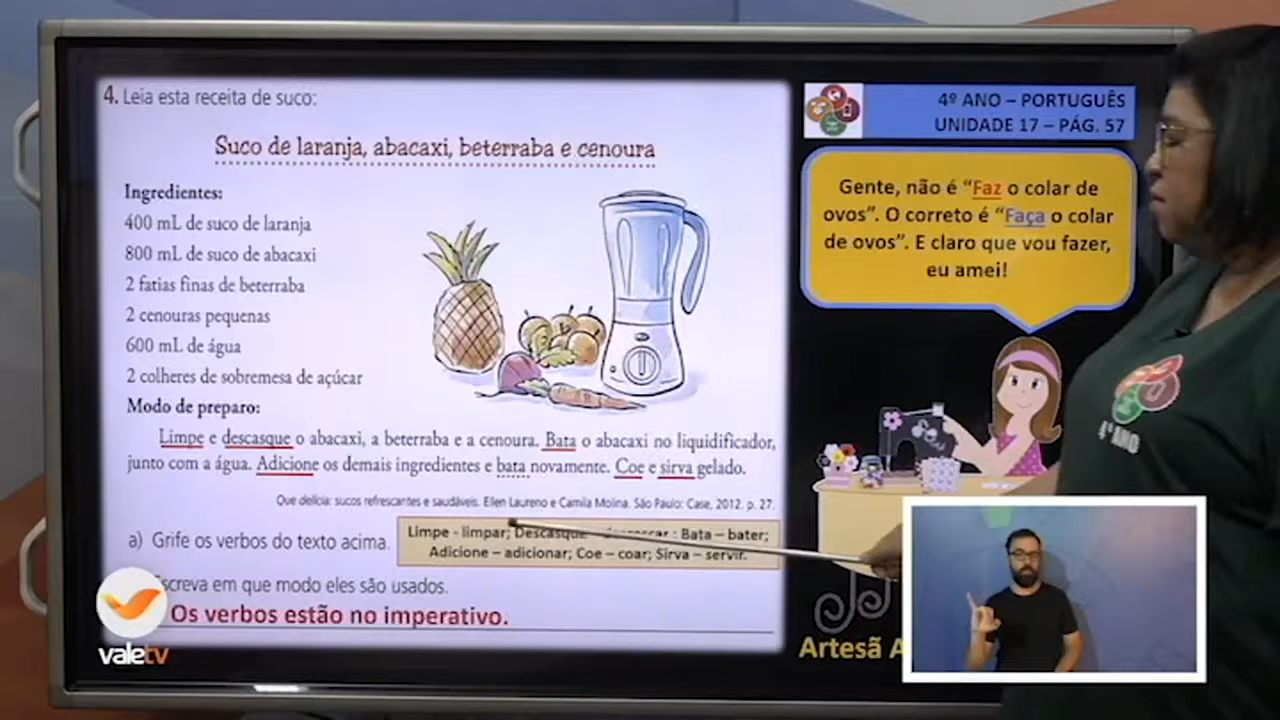 4. Leia esta receita de suco:
Suco de laranja, abacaxi, beterraba e cenoura
Ingredientes:
400 mL de suco de laranja
800 mL de suco de abacaxi
2 fatias finas de beterraba
2 cenouras pequenas
600 mL de água
2 colheres de sobremesa de açúcar
Modo de preparo:
Limpe e descasque o abacaxi, a beterraba e a cenoura. Bata o abacaxi no liquidificador,
junto com a água. Adicione os demais ingredientes e bata novamente. Coe e sirva gelado.
Que delícia: sucos refrescantes e saudáveis. Ellen Laureno e Camila Molina. São Paulo: Case, 2012. p. 27.
a) Grife os verbos do texto acima.
Limpe - limpar; Descasque : Bata – bater;
Adicione – adicionar; Coe – coar; Sirva – servir.
em que modo eles são usados.
Os verbos estão no imperativo.
4º ANO – PORTUGUÊS
UNIDADE 17 – PÁG. 57
Gente, não é “Faz o colar de
ovos”. O correto é “Faça o colar
de ovos”. E claro que vou fazer,
eu amei!
Artesã
4º ANO
valetv